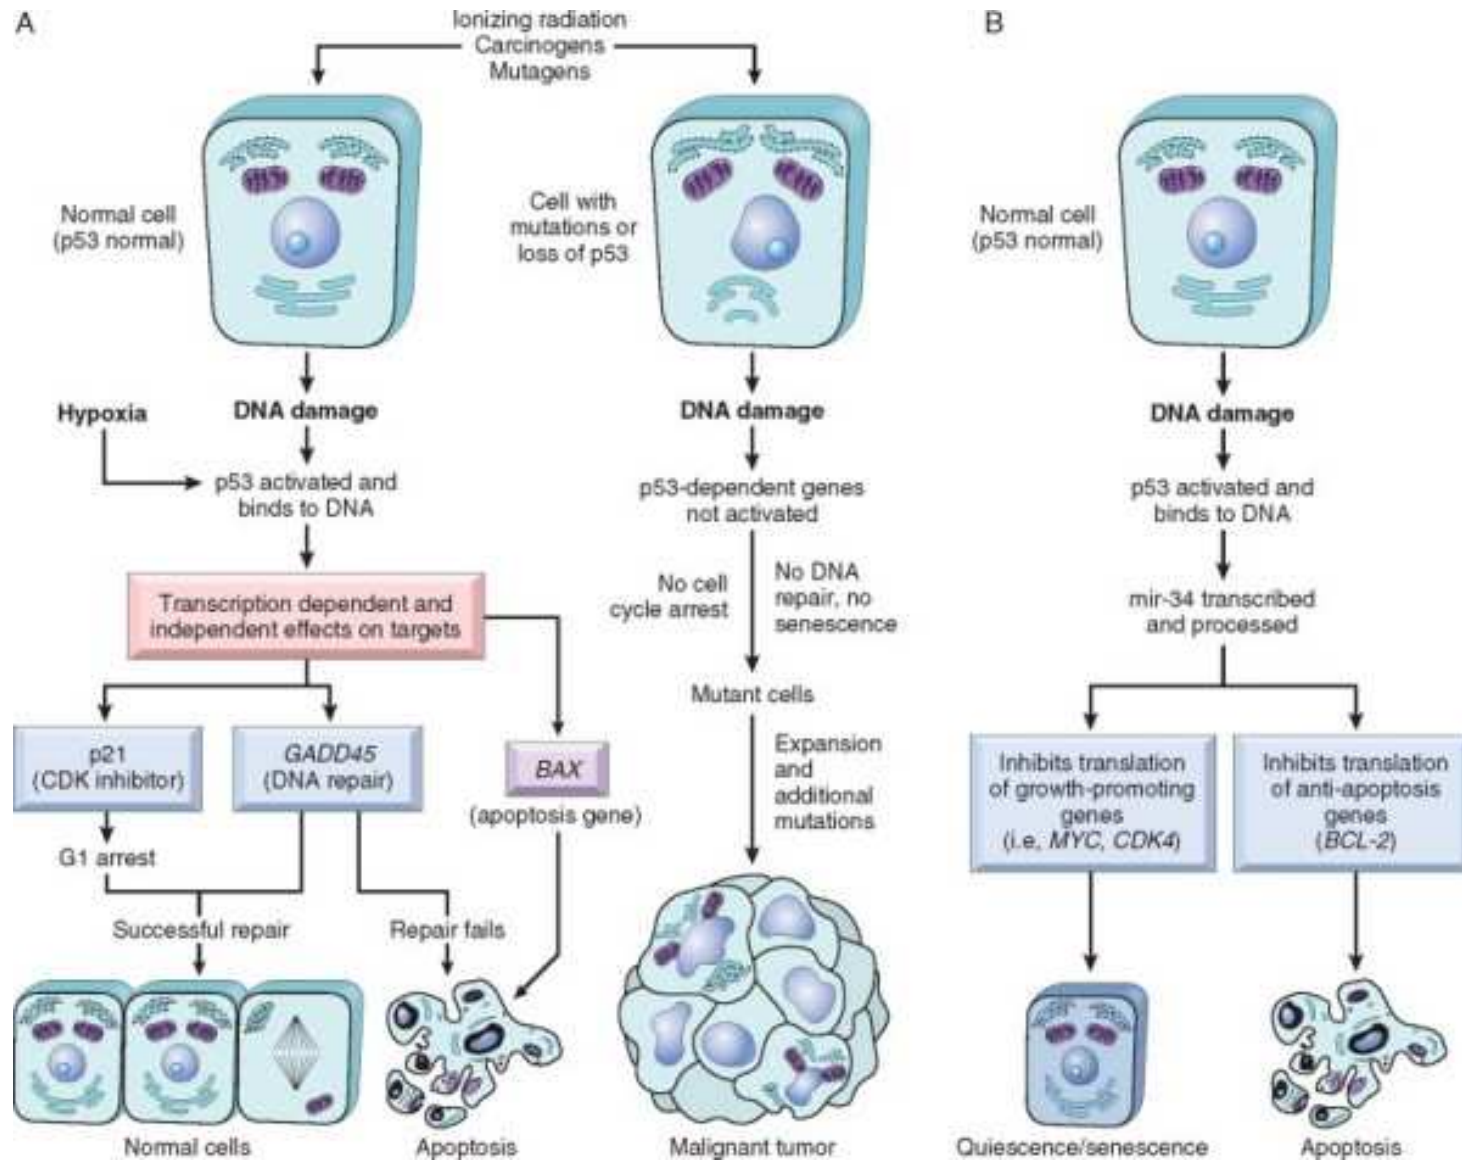 A
Ionizing radiation
Carcinogens
Mutagens
Normal cell
(p53 normal)
Cell with
mutations or
loss of p53
Hypoxia
DNA damage
DNA damage
p53 activated and
binds to DNA
p53-dependent genes
not activated
Transcription dependent and
independent effects on targets
No cell
cycle arrest
No DNA
repair, no
senescence
Mutant cells
p21
(CDK inhibitor)
GADD45
(DNA repair)
BAX
(apoptosis gene)
Expansion
and
additional
mutations
G1 arrest
Successful repair
Repair fails
Normal cells
Apoptosis
Malignant tumor
B
Normal cell
(p53 normal)
DNA damage
p53 activated and
binds to DNA
mir-34 transcribed
and processed
Inhibits translation
of growth-promoting
genes
(i.e, MYC, CDK4)
Inhibits translation
of anti-apoptosis
genes
(BCL-2)
Quiescence/senescence
Apoptosis